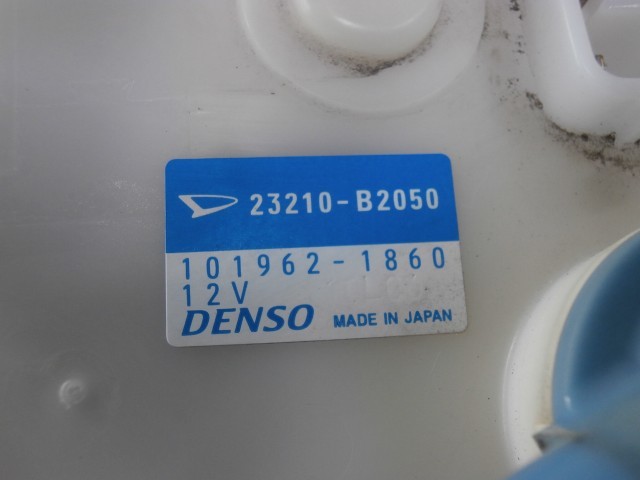 23210-B2050
101962-1860
12V
DENSO MADE IN JAPAN